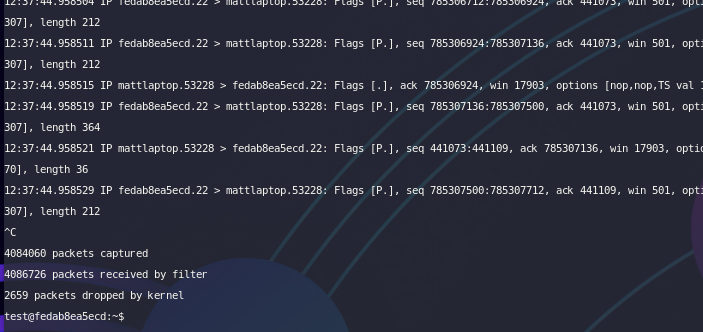 12:37:44.958504 IP fedab8ea5ecd.22 > mattlaptop.53228: Flags [P.], seq 785306712:785306924, ack 441073, win 501, opti
307], length 212
12:37:44.958511 IP fedab8ea5ecd.22 > mattlaptop.53228: Flags [P.], seq 785306924:785307136, ack 441073, win 501, opti
307], length 212
12:37:44.958515 IP mattlaptop.53228 > fedab8ea5ecd.22: Flags [.], ack 785306924, win 17903, options [nop,nop,TS val
12:37:44.958519 IP fedab8ea5ecd.22 > mattlaptop.53228: Flags [P.], seq 785307136:785307500, ack 441073, win 501, opti
307], length 364
12:37:44.958521 IP mattlaptop.53228 > fedab8ea5ecd.22: Flags [P.], seq 441073:441109, ack 785307136, win 17903, optio
70], length 36
12:37:44.958529 IP fedab8ea5ecd.22 > mattlaptop.53228: Flags [P.], seq 785307500:785307712, ack 441109, win 501, opti
307], length 212
^C
4084060 packets captured
4086726 packets received by filter
2659 packets dropped by kernel
test@fedab8ea5ecd:~$